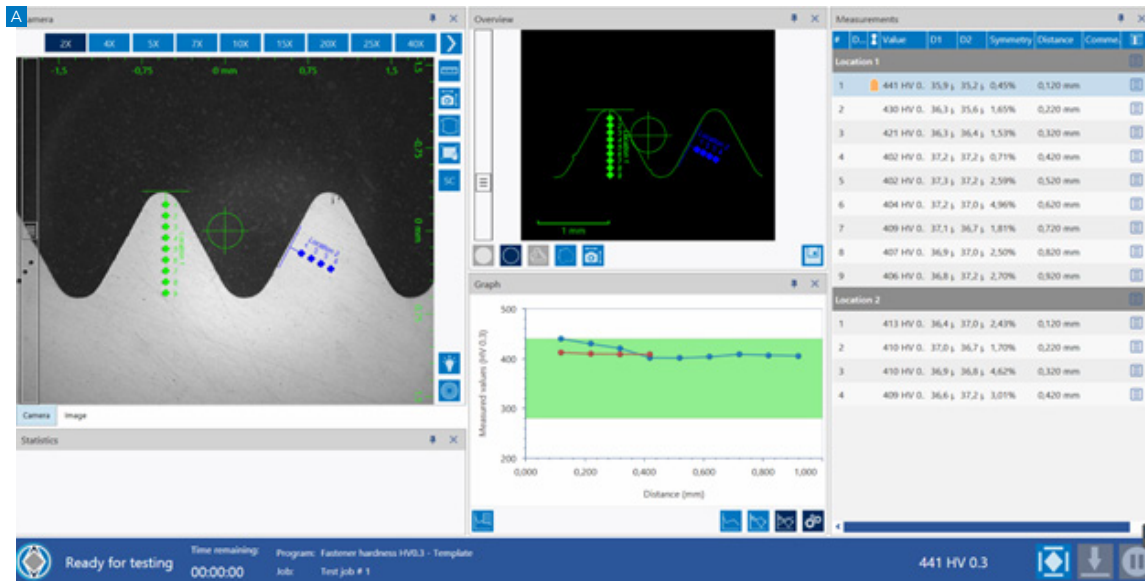 A
Camera
2X 4X 5X 7X 10X 15X 20X 25X 40X
-1,5 -0,75 0 mm 0,75 1,5
-0,75
0 mm
SC
Location 2
Camera Image
Statistics
Overview
Location 2
1 mm
Graph
Measured values (HV 0.3)
500
400
300
200
0,000 0,200 0,400 0,600 0,800 1,000
Distance (mm)
Measurements
# D... Value D1 D2 Symmetry Distance Comme.
Location 1
1 441 HV 0. 35,9 35,2 0,45% 0,120 mm
2 430 HV 0. 36,3 35,6 1,65% 0,220 mm
3 421 HV 0. 36,3 36,4 1,53% 0,320 mm
4 402 HV 0. 37,2 37,2 0,71% 0,420 mm
5 402 HV 0. 37,3 37,2 2,59% 0,520 mm
6 404 HV 0. 37,2 37,0 4,96% 0,620 mm
7 409 HV 0. 37,1 36,7 1,81% 0,720 mm
8 407 HV 0. 36,9 37,0 2,50% 0,820 mm
9 406 HV 0. 36,8 37,2 2,70% 0,920 mm
Location 2
1 413 HV 0. 36,4 37,0 2,43% 0,120 mm
2 410 HV 0. 37,0 36,7 1,70% 0,220 mm
3 410 HV 0. 36,9 36,8 4,62% 0,320 mm
4 409 HV 0. 36,6 37,2 3,01% 0,420 mm
Ready for testing
Time remaining:
00:00:00
Program: Fastener hardness HV0.3 - Template
Job: Test job # 1
441 HV 0.3